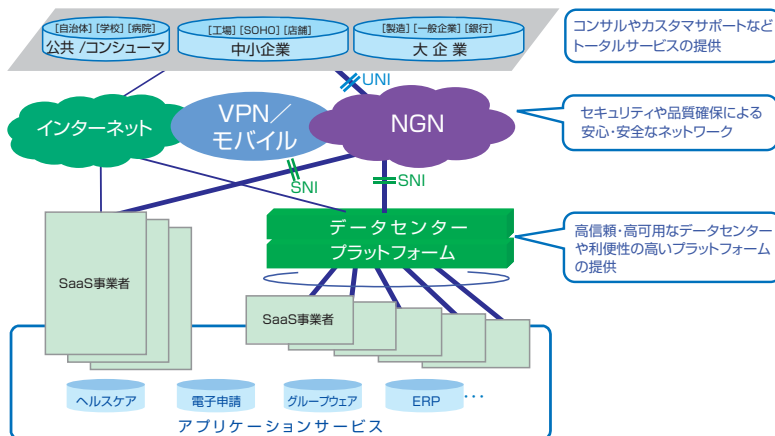 [自治体] [学校] [病院]
公共/コンシューマ
[工場] [SOHO] [店舗]
中小企業
[製造] [一般企業] [銀行]
大企業
コンサルやカスタマサポートなど
トータルサービスの提供
UNI
インターネット
VPN／
モバイル
NGN
セキュリティや品質確保による
安心・安全なネットワーク
SNI
SNI
データセンター
プラットフォーム
高信頼・高可用なデータセンター
や利便性の高いプラットフォーム
の提供
SaaS事業者
SaaS事業者
ヘルスケア
電子申請
グループウェア
ERP
…
アプリケーションサービス